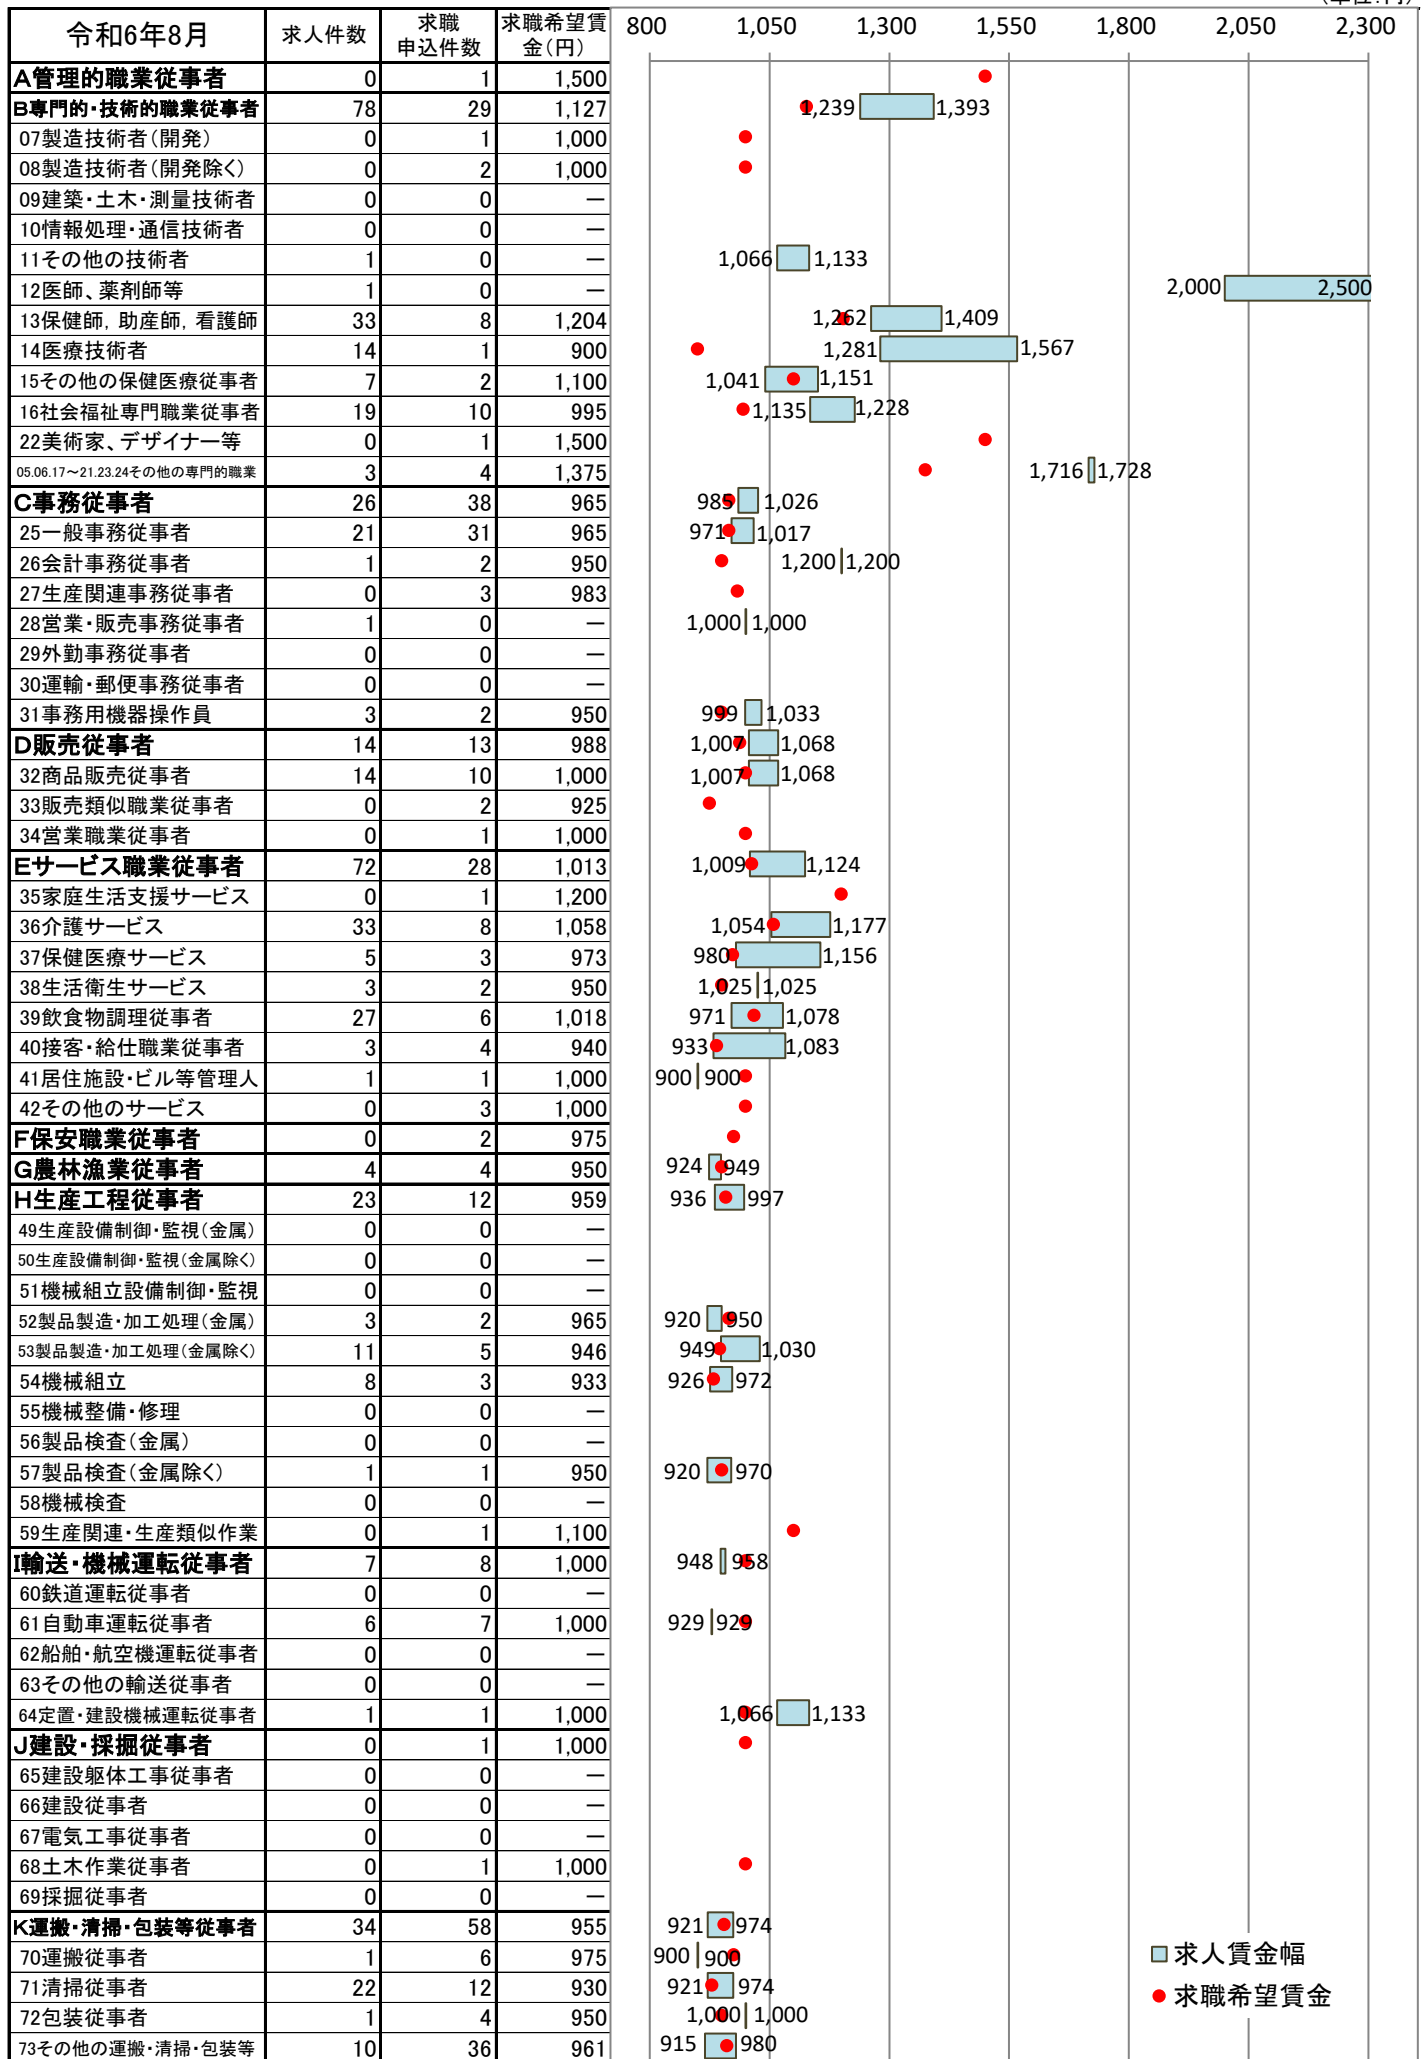 令和6年8月 求人件数 求職申込件数 求職希望賃金(円) 800 1,050 1,300 1,550 1,800 2,050 2,300
A管理的職業従事者 0 1 1,500
B専門的・技術的職業従事者 78 29 1,127 1,239 1,393
07製造技術者(開発) 0 1 1,000
08製造技術者(開発除く) 0 2 1,000
09建築・土木・測量技術者 0 0 ―
10情報処理・通信技術者 0 0 ―
11その他の技術者 1 0 ― 1,066 1,133
12医師、薬剤師等 1 0 ― 2,000 2,500
13保健師, 助産師, 看護師 33 8 1,204 1,262 1,409
14医療技術者 14 1 900 1,281 1,567
15その他の保健医療従事者 7 2 1,100 1,041 1,151
16社会福祉専門職業従事者 19 10 995 1,135 1,228
22美術家、デザイナー等 0 1 1,500
05.06.17～21.23.24その他の専門的職業 3 4 1,375 1,716 1,728
C事務従事者 26 38 965 985 1,026
25一般事務従事者 21 31 965 971 1,017
26会計事務従事者 1 2 950 1,200 1,200
27生産関連事務従事者 0 3 983
28営業・販売事務従事者 1 0 ― 1,000 1,000
29外勤事務従事者 0 0 ―
30運輸・郵便事務従事者 0 0 ―
31事務用機器操作員 3 2 950 999 1,033
D販売従事者 14 13 988 1,007 1,068
32商品販売従事者 14 10 1,000 1,007 1,068
33販売類似職業従事者 0 2 925
34営業職業従事者 0 1 1,000
Eサービス職業従事者 72 28 1,013 1,009 1,124
35家庭生活支援サービス 0 1 1,200
36介護サービス 33 8 1,058 1,054 1,177
37保健医療サービス 5 3 973 980 1,156
38生活衛生サービス 3 2 950 1,025 1,025
39飲食物調理従事者 27 6 1,018 971 1,078
40接客・給仕職業従事者 3 4 940 933 1,083
41居住施設・ビル等管理人 1 1 1,000 900 900
42その他のサービス 0 3 1,000
F保安職業従事者 0 2 975
G農林漁業従事者 4 4 950 924 949
H生産工程従事者 23 12 959 936 997
49生産設備制御・監視(金属) 0 0 ―
50生産設備制御・監視(金属除く) 0 0 ―
51機械組立設備制御・監視 0 0 ―
52製品製造・加工処理(金属) 3 2 965 920 950
53製品製造・加工処理(金属除く) 11 5 946 949 1,030
54機械組立 8 3 933 926 972
55機械整備・修理 0 0 ―
56製品検査(金属) 0 0 ―
57製品検査(金属除く) 1 1 950 920 970
58機械検査 0 0 ―
59生産関連・生産類似作業 0 1 1,100
I輸送・機械運転従事者 7 8 1,000 948 958
60鉄道運転従事者 0 0 ―
61自動車運転従事者 6 7 1,000 929 929
62船舶・航空機運転従事者 0 0 ―
63その他の輸送従事者 0 0 ―
64定置・建設機械運転従事者 1 1 1,000 1,066 1,133
J建設・採掘従事者 0 1 1,000
65建設躯体工事従事者 0 0 ―
66建設従事者 0 0 ―
67電気工事従事者 0 0 ―
68土木作業従事者 0 1 1,000
69採掘従事者 0 0 ―
K運搬・清掃・包装等従事者 34 58 955 921 974
70運搬従事者 1 6 975 900 900
71清掃従事者 22 12 930 921 974
72包装従事者 1 4 950 1,000 1,000
73その他の運搬・清掃・包装等 10 36 961 915 980
求人賃金幅
求職希望賃金